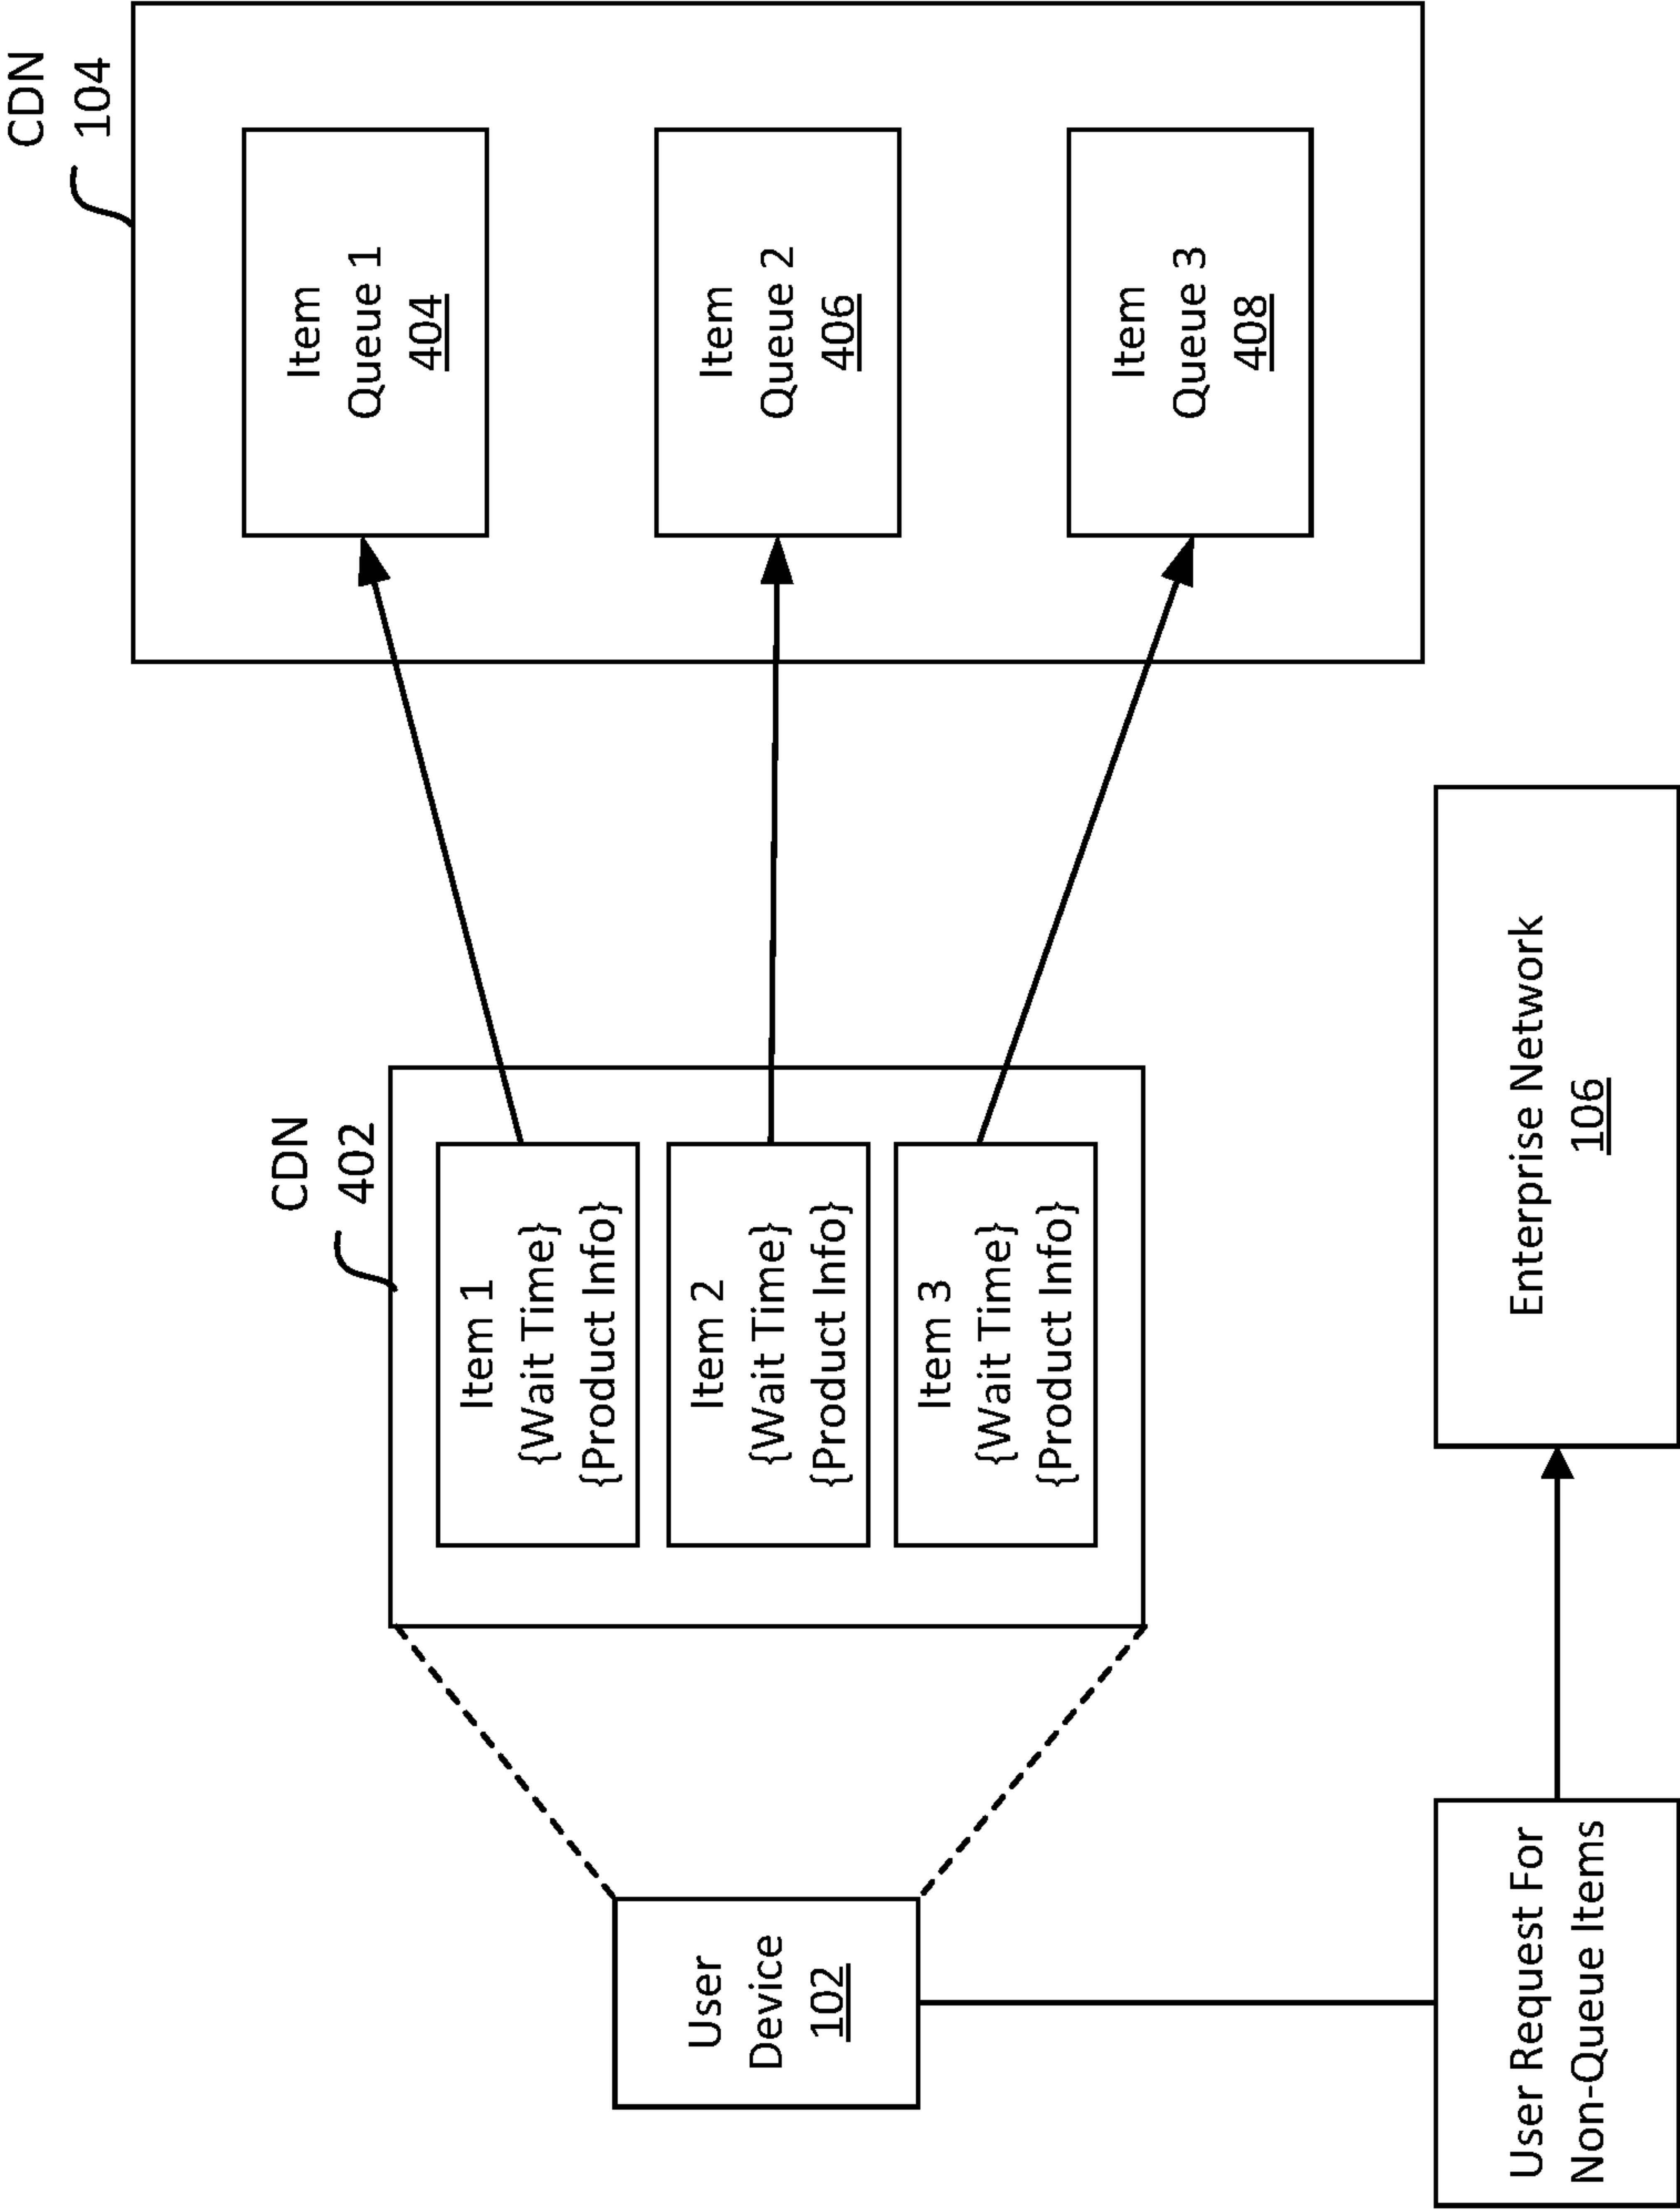 CDN
104
Item
Queue 1
404
Item
Queue 2
406
Item
Queue 3
408
CDN
402
Item 1
{Wait Time}
{Product Info}
Item 2
{Wait Time}
{Product Info}
Item 3
{Wait Time}
{Product Info}
User
Device
102
User Request For
Non-Queue Items
Enterprise Network
106